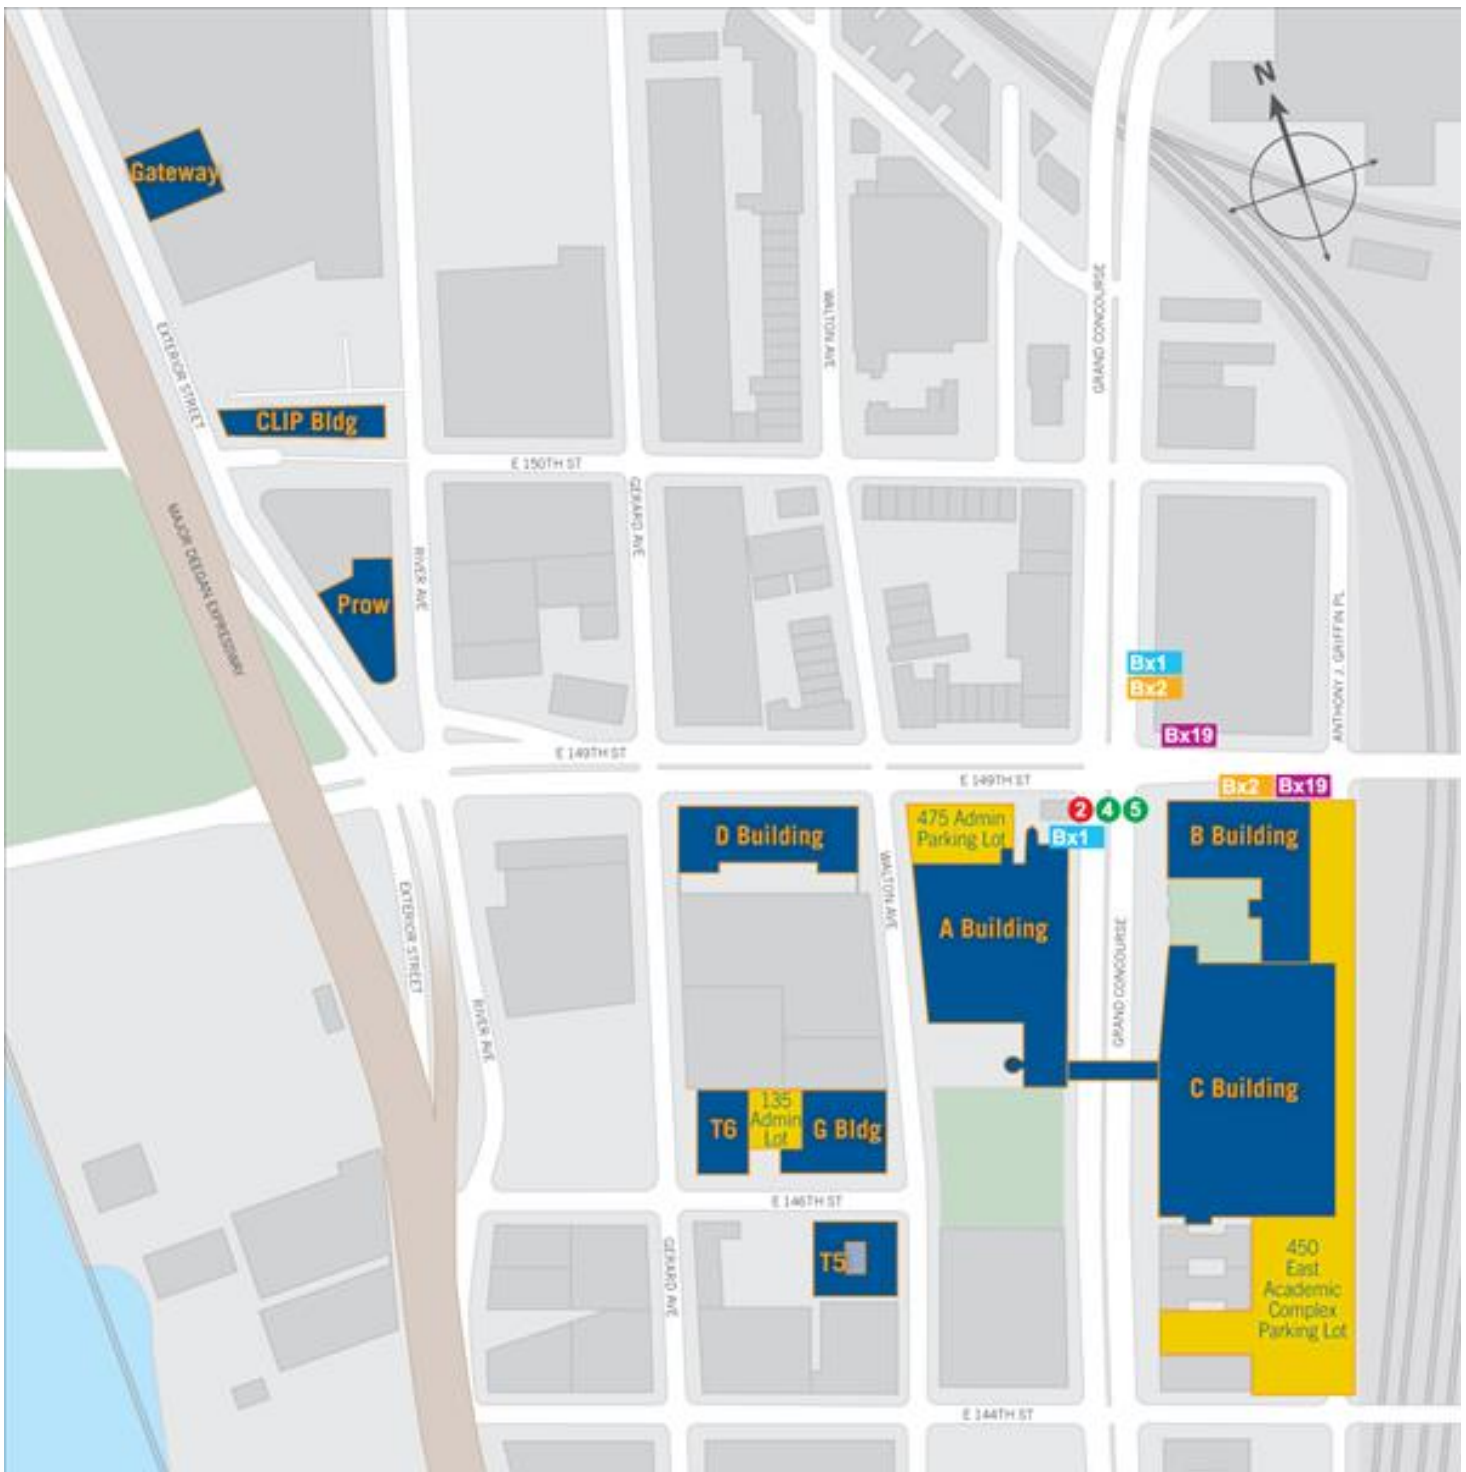 N
Gateway
WALTON AVE
GRAND CONCOURSE
EXTERIOR STREET
CLIP Bldg
E 150TH ST
GERARD AVE
MAJOR DEEGAN EXPRESSWAY
RIVER AVE
Prow
ANTHONY J. GRIFFIN PL
Bx1
Bx2
Bx19
E 149TH ST
E 149TH ST
Bx2 Bx19
2 4 5
475 Admin
Parking Lot
Bx1
D Building
B Building
WALTON AVE
EXTERIOR STREET
A Building
GRAND CONCOURSE
RIVER AVE
C Building
135
Admin
Lot
T6
G Bldg
E 146TH ST
T5
GERARD AVE
450
East
Academic
Complex
Parking Lot
E 144TH ST